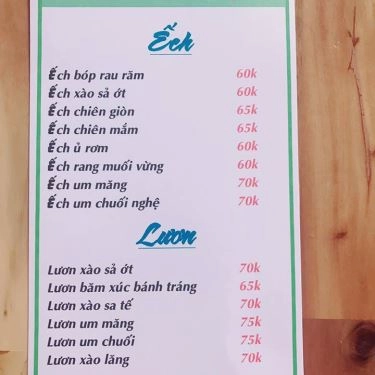 Ếch
Ếch bóp rau răm 60k
Ếch xào sả ớt 60k
Ếch chiên giòn 65k
Ếch chiên mắm 65k
Ếch ủ rơm 60k
Ếch rang muối vừng 60k
Ếch um măng 70k
Ếch um chuối nghệ 70k
Lươn
Lươn xào sả ớt 70k
Lươn băm xúc bánh tráng 65k
Lươn xào sa tế 70k
Lươn um măng 75k
Lươn um chuối 75k
Lươn xào lăng 70k